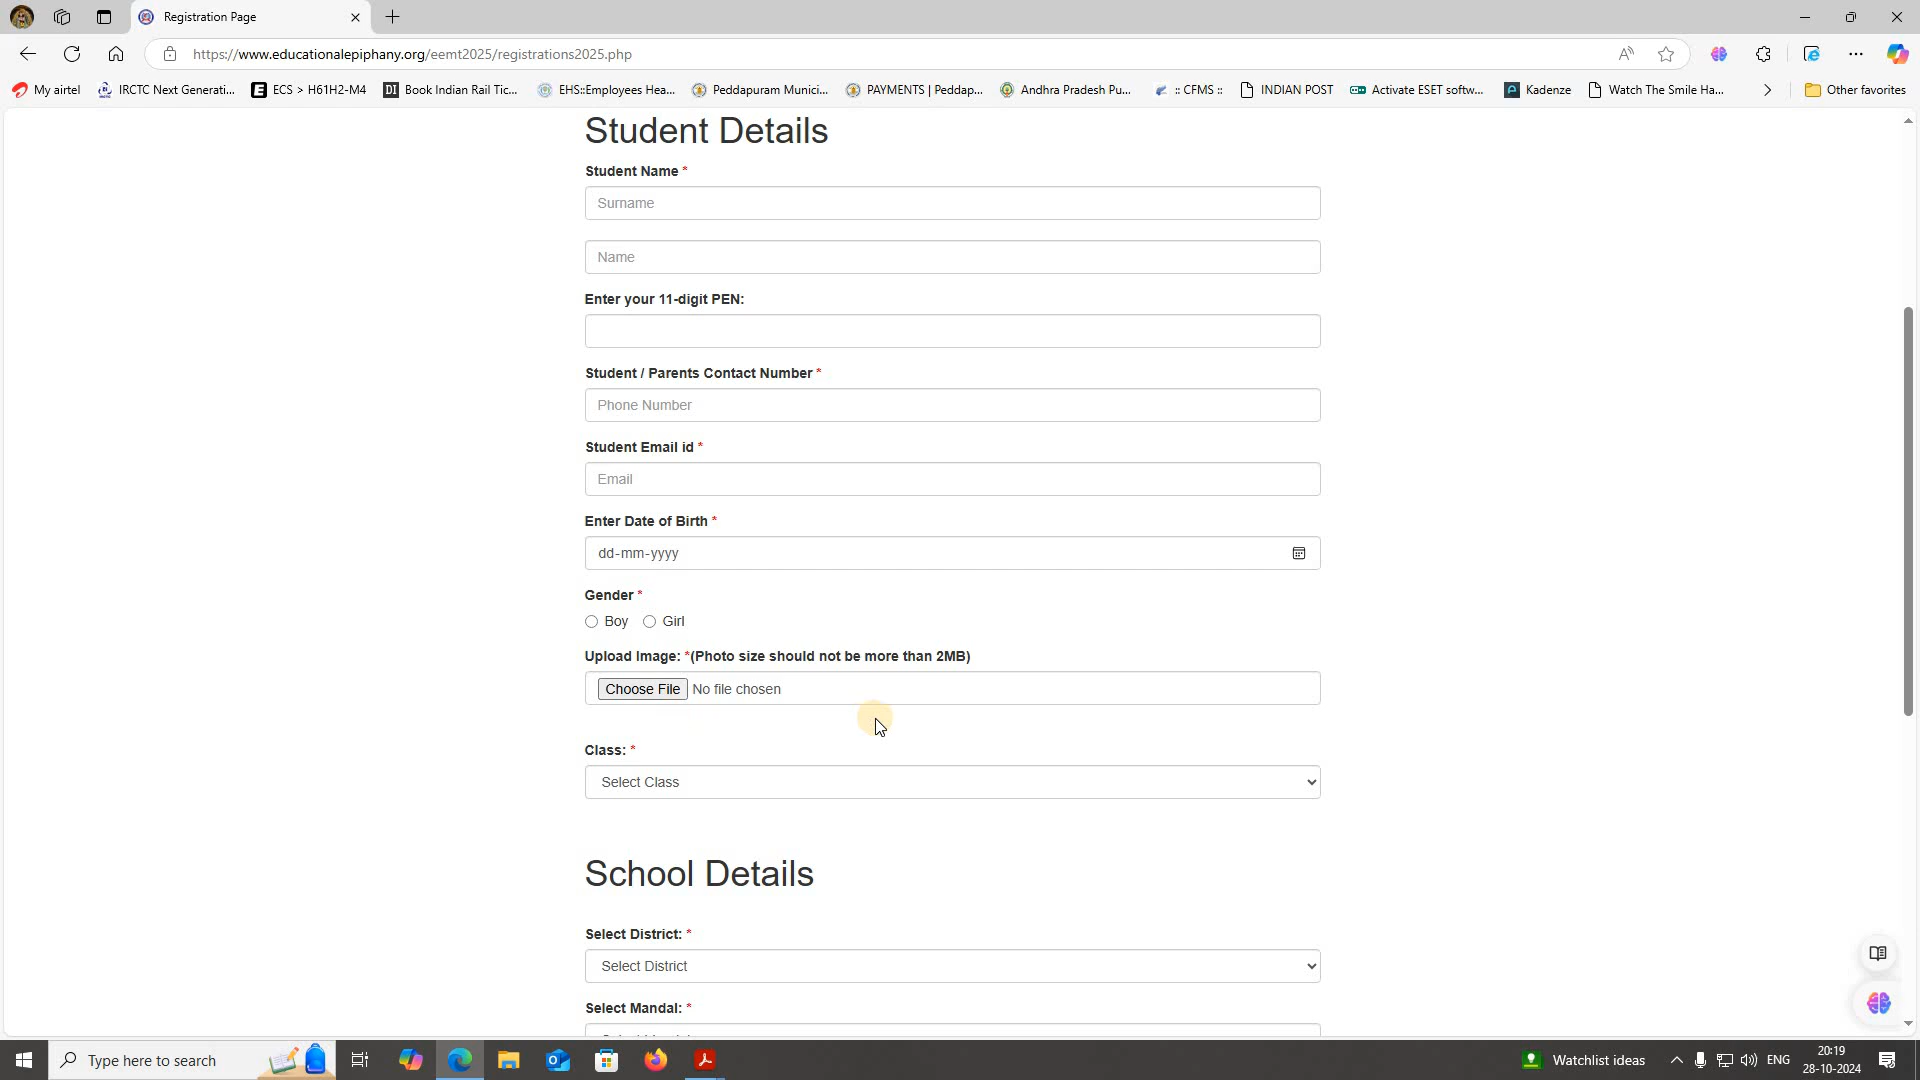 Registration Page
https://www.educationalepiphany.org/eemt2025/registrations2025.php
My airtel
IRCTC Next Generati...
ECS > H61H2-M4
Book Indian Rail Tic...
EHS::Employees Hea...
Peddapuram Munici...
PAYMENTS | Peddap...
Andhra Pradesh Pu...
:: CFMS ::
INDIAN POST
Activate ESET softw...
Kadenze
Watch The Smile Ha...
Other favorites
Student Details
Student Name *
Surname
Name
Enter your 11-digit PEN:
Student / Parents Contact Number *
Phone Number
Student Email id *
Email
Enter Date of Birth *
dd-mm-yyyy
Gender *
Boy Girl
Upload Image: *(Photo size should not be more than 2MB)
Choose File No file chosen
Class: *
Select Class
School Details
Select District: *
Select District
Select Mandal: *
Type here to search
Watchlist ideas
ENG
20:19
28-10-2024